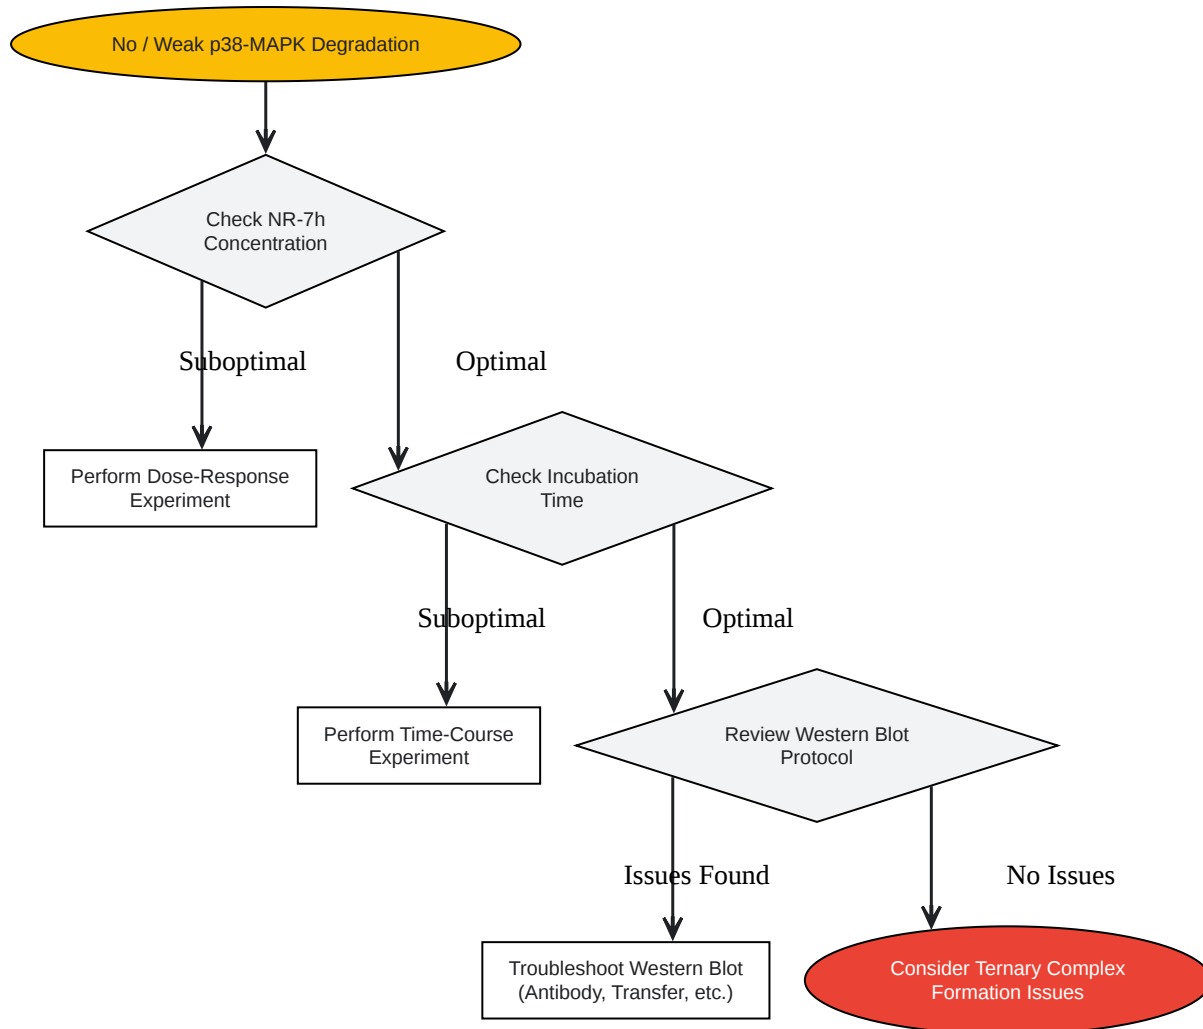 No / Weak p38-MAPK Degradation
Check NR-7h
Concentration
Suboptimal
Optimal
Perform Dose-Response
Experiment
Check Incubation
Time
Suboptimal
Optimal
Perform Time-Course
Experiment
Review Western Blot
Protocol
Issues Found
No Issues
Troubleshoot Western Blot
(Antibody, Transfer, etc.)
Consider Ternary Complex
Formation Issues